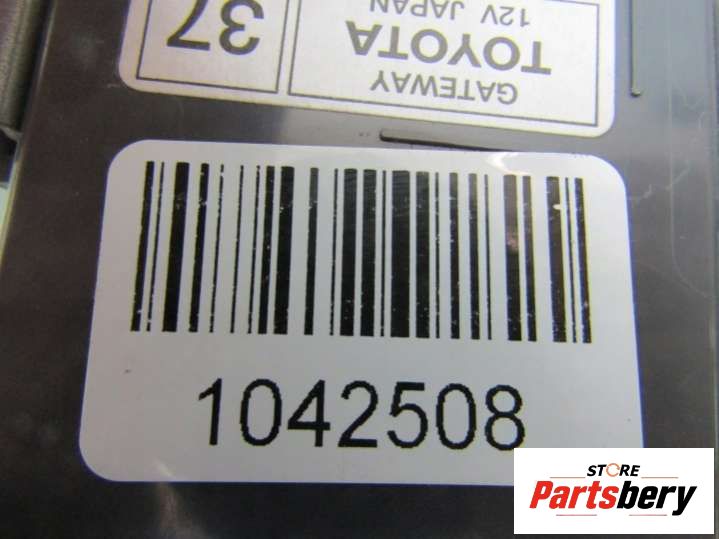 37
GATEWAY
TOYOTA
12V JAPAN
1042508
STORE
Partsbery